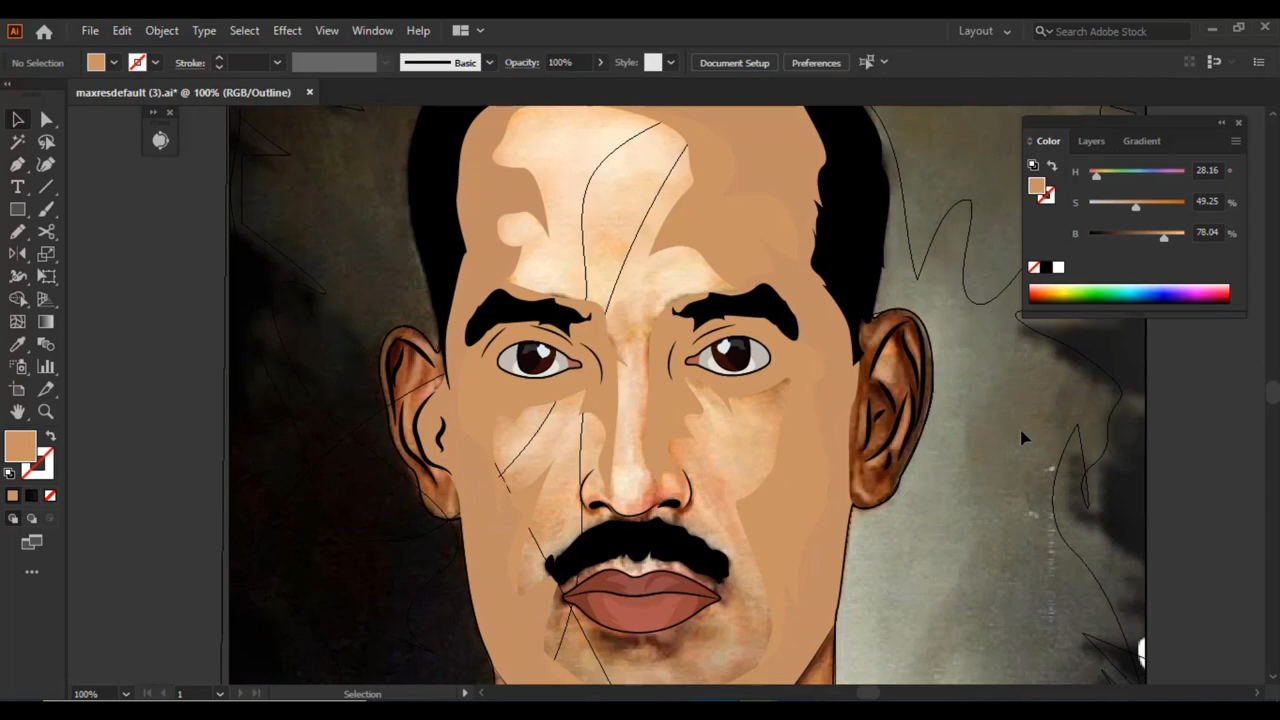 Ai File Edit Object Type Select Effect View Window Help Layout Search Adobe Stock
No Selection Stroke: Basic Opacity: 100% Style: Document Setup Preferences
maxresdefault (3).ai* @ 100% (RGB/Outline)
Color Layers Gradient
H 28.16 °
S 49.25 %
B 78.04 %
T
100% 1 Selection